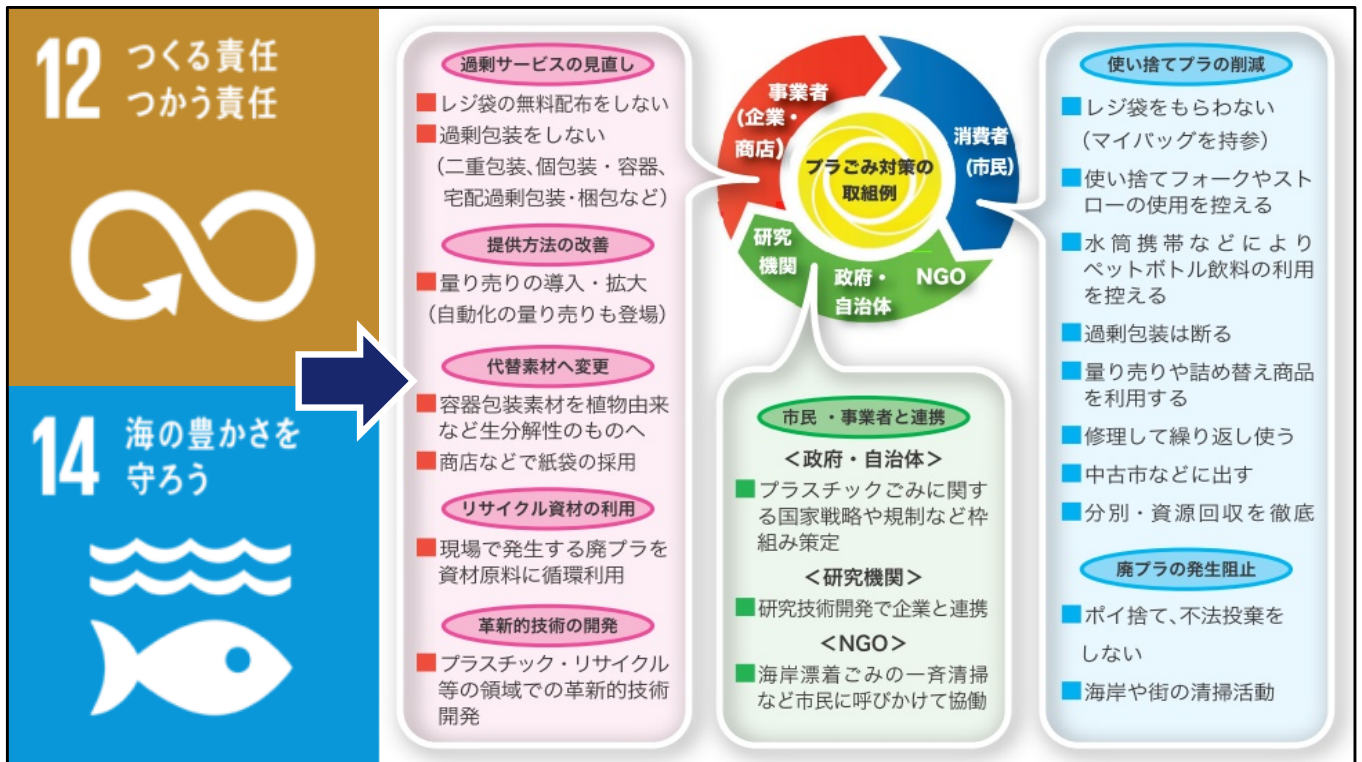 12 つくる責任
つかう責任
14 海の豊かさを
守ろう
過剰サービスの見直し
■レジ袋の無料配布をしない
■過剰包装をしない
(二重包装、個包装・容器、
宅配過剰包装・梱包など)
提供方法の改善
■量り売りの導入・拡大
(自動化の量り売りも登場)
代替素材へ変更
■容器包装素材を植物由来
など生分解性のものへ
■商店などで紙袋の採用
リサイクル資材の利用
■現場で発生する廃プラを
資材原料に循環利用
革新的技術の開発
■プラスチック・リサイクル
等の領域での革新的技術
開発
事業者
(企業・
商店)
消費者
(市民)
プラごみ対策の
取組例
研究
機関
政府・
自治体
NGO
市民・事業者と連携
<政府・自治体>
■プラスチックごみに関す
る国家戦略や規制など枠
組み策定
<研究機関>
■研究技術開発で企業と連携
<NGO>
■海岸漂着ごみの一斉清掃
など市民に呼びかけて協働
使い捨てプラの削減
■レジ袋をもらわない
(マイバッグを持参)
■使い捨てフォークやスト
ローの使用を控える
■水筒携帯などにより
ペットボトル飲料の利用
を控える
■過剰包装は断る
■量り売りや詰め替え商品
を利用する
■修理して繰り返し使う
■中古市などに出す
■分別・資源回収を徹底
廃プラの発生阻止
■ポイ捨て、不法投棄を
しない
■海岸や街の清掃活動